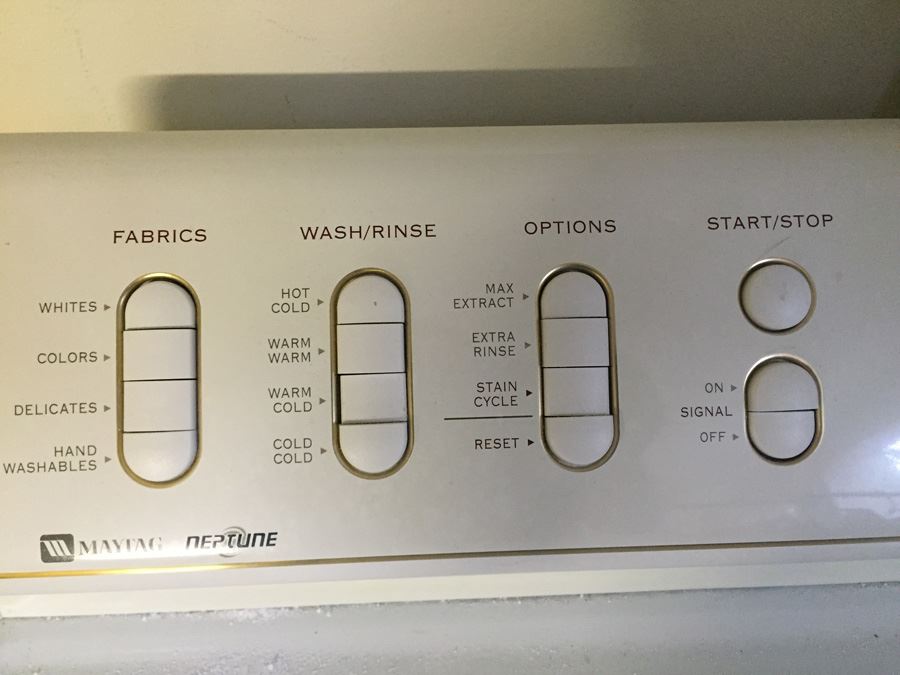 FABRICS
WHITES
COLORS
DELICATES
HAND
WASHABLES
WASH/RINSE
HOT
COLD
WARM
WARM
WARM
COLD
COLD
COLD
OPTIONS
MAX
EXTRACT
EXTRA
RINSE
STAIN
CYCLE
RESET
START/STOP
ON
SIGNAL
OFF
MAYTAG NEPTUNE